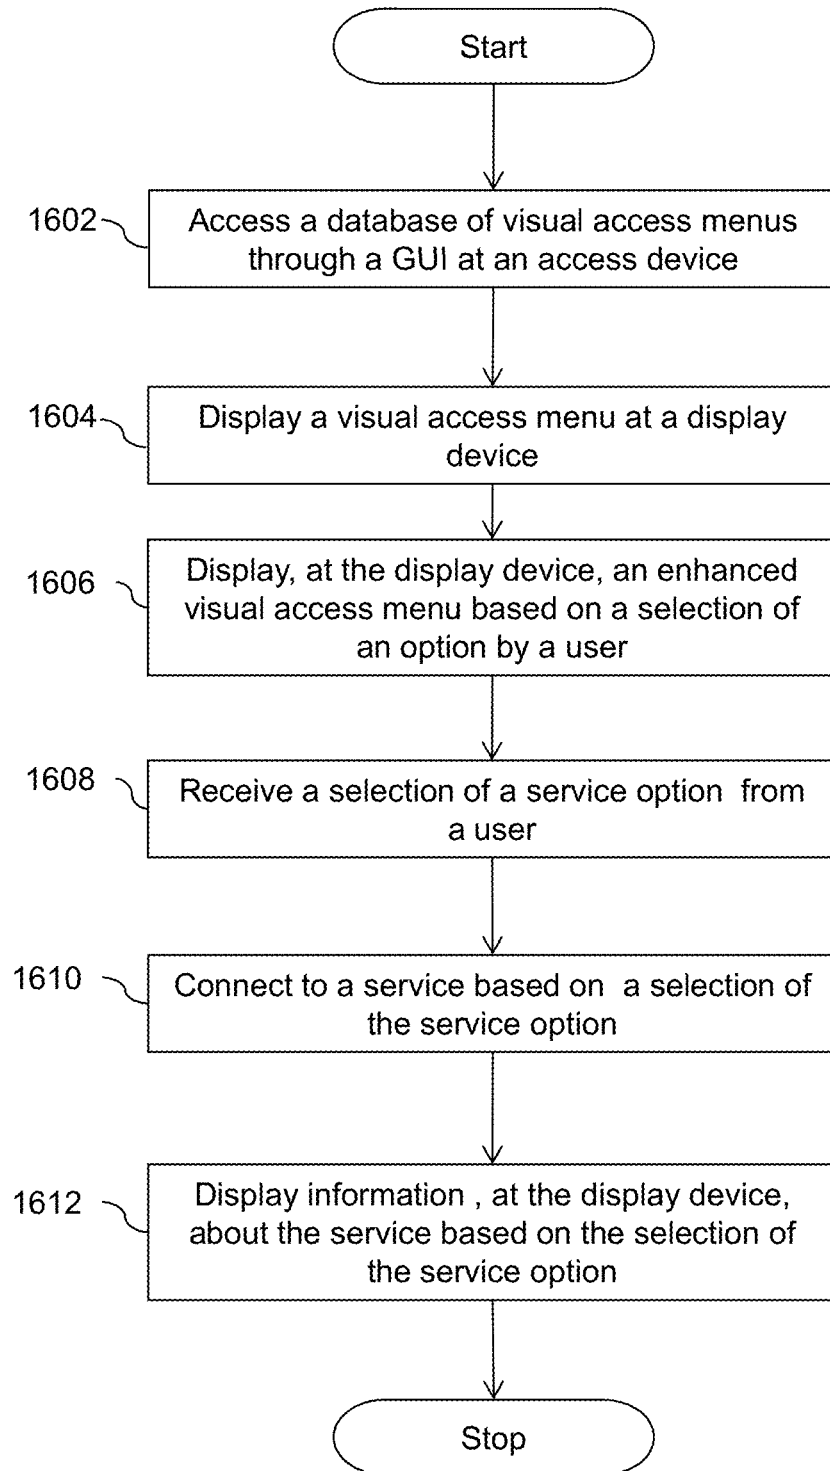 Start
1602
Access a database of visual access menus
through a GUI at an access device
1604
Display a visual access menu at a display
device
1606
Display, at the display device, an enhanced
visual access menu based on a selection of
an option by a user
1608
Receive a selection of a service option from
a user
1610
Connect to a service based on a selection of
the service option
1612
Display information , at the display device,
about the service based on the selection of
the service option
Stop